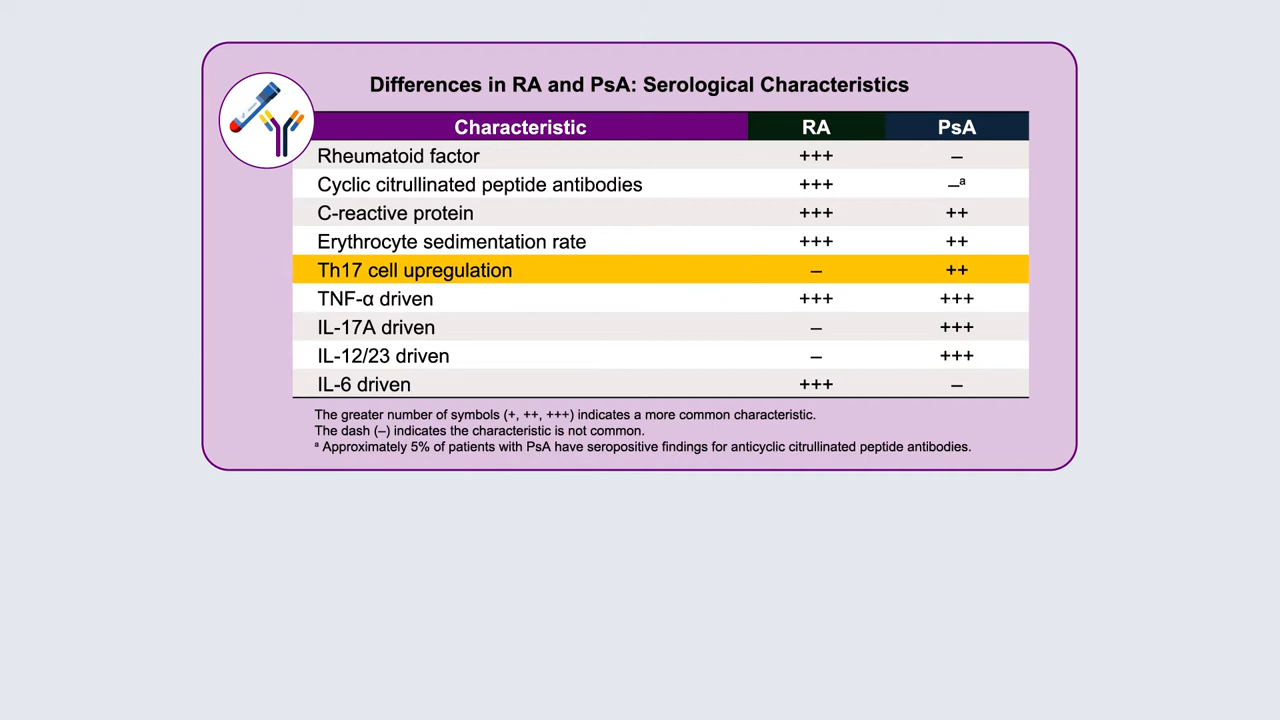 Differences in RA and PsA: Serological Characteristics
Characteristic RA PsA
Rheumatoid factor +++ –
Cyclic citrullinated peptide antibodies +++ –ª
C-reactive protein +++ ++
Erythrocyte sedimentation rate +++ ++
Th17 cell upregulation – ++
TNF-α driven +++ +++
IL-17A driven – +++
IL-12/23 driven – +++
IL-6 driven +++ –
The greater number of symbols (+, ++, +++) indicates a more common characteristic.
The dash (–) indicates the characteristic is not common.
ª Approximately 5% of patients with PsA have seropositive findings for anticyclic citrullinated peptide antibodies.